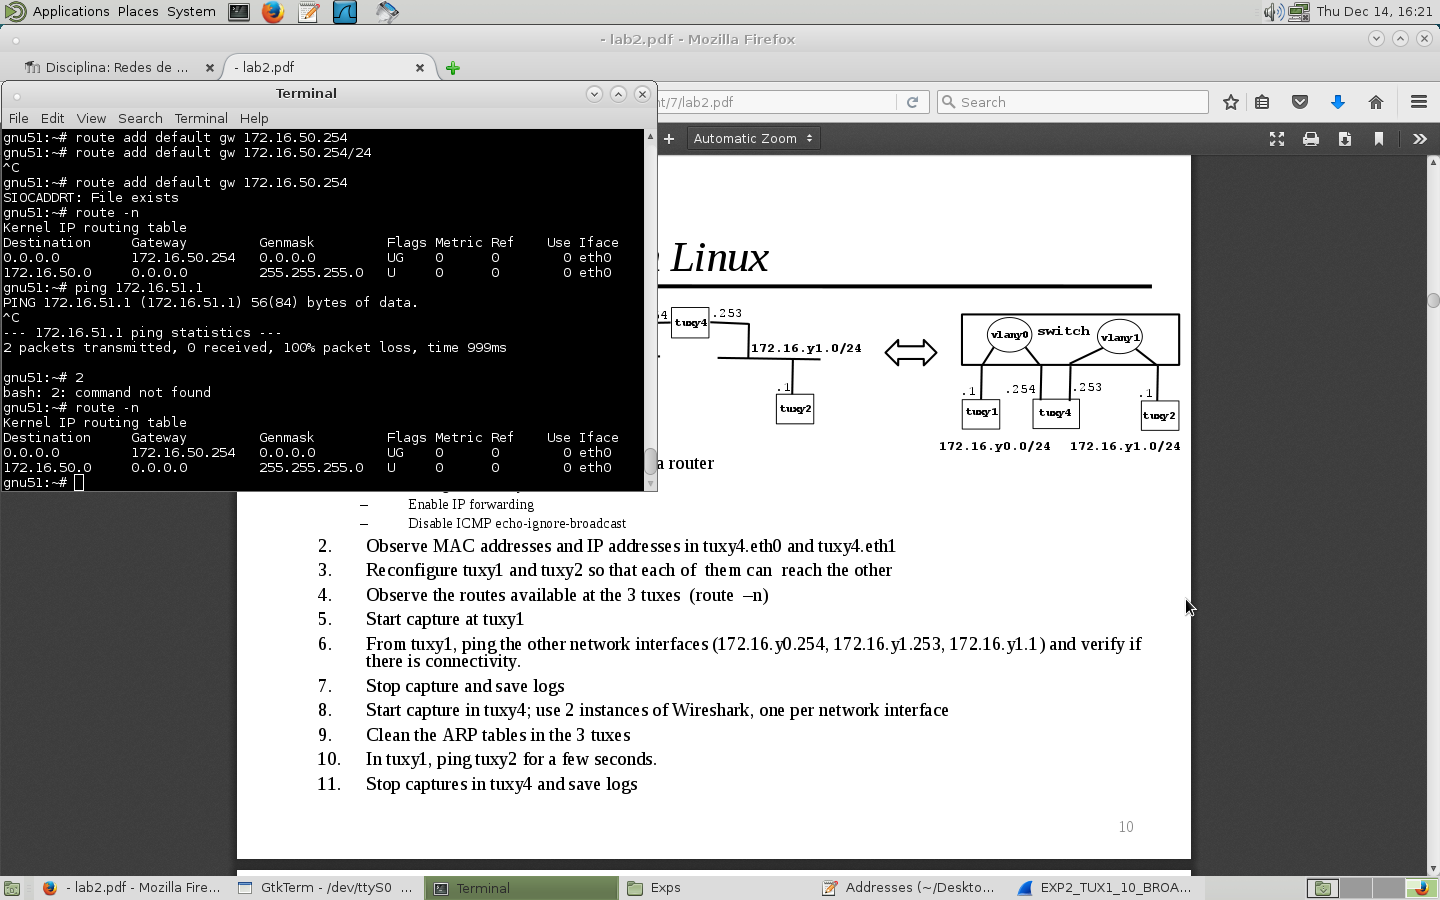 Applications Places System
Thu Dec 14, 16:21
- lab2.pdf - Mozilla Firefox
Disciplina: Redes de ...
- lab2.pdf
nt/7/lab2.pdf
Search
Automatic Zoom
Terminal
File Edit View Search Terminal Help
gnu51:~# route add default gw 172.16.50.254
gnu51:~# route add default gw 172.16.50.254/24
^C
gnu51:~# route add default gw 172.16.50.254
SIOCADDRT: File exists
gnu51:~# route -n
Kernel IP routing table
Destination Gateway Genmask Flags Metric Ref Use Iface
0.0.0.0 172.16.50.254 0.0.0.0 UG 0 0 0 eth0
172.16.50.0 0.0.0.0 255.255.255.0 U 0 0 0 eth0
gnu51:~# ping 172.16.51.1
PING 172.16.51.1 (172.16.51.1) 56(84) bytes of data.
^C
--- 172.16.51.1 ping statistics ---
2 packets transmitted, 0 received, 100% packet loss, time 999ms
gnu51:~# 2
bash: 2: command not found
gnu51:~# route -n
Kernel IP routing table
Destination Gateway Genmask Flags Metric Ref Use Iface
0.0.0.0 172.16.50.254 0.0.0.0 UG 0 0 0 eth0
172.16.50.0 0.0.0.0 255.255.255.0 U 0 0 0 eth0
gnu51:~#
Linux
tuxy4
.253
172.16.y1.0/24
.1
tuxy2
vlany0 switch vlany1
.1 .254 .253 .1
tuxy1 tuxy4 tuxy2
172.16.y0.0/24 172.16.y1.0/24
a router
– Enable IP forwarding
– Disable ICMP echo-ignore-broadcast
2. Observe MAC addresses and IP addresses in tuxy4.eth0 and tuxy4.eth1
3. Reconfigure tuxy1 and tuxy2 so that each of them can reach the other
4. Observe the routes available at the 3 tuxes (route –n)
5. Start capture at tuxy1
6. From tuxy1, ping the other network interfaces (172.16.y0.254, 172.16.y1.253, 172.16.y1.1) and verify if
there is connectivity.
7. Stop capture and save logs
8. Start capture in tuxy4; use 2 instances of Wireshark, one per network interface
9. Clean the ARP tables in the 3 tuxes
10. In tuxy1, ping tuxy2 for a few seconds.
11. Stop captures in tuxy4 and save logs
10
- lab2.pdf - Mozilla Fire...
GtkTerm - /dev/ttyS0 ...
Terminal
Exps
Addresses (~/Deskto...
EXP2_TUX1_10_BROA...